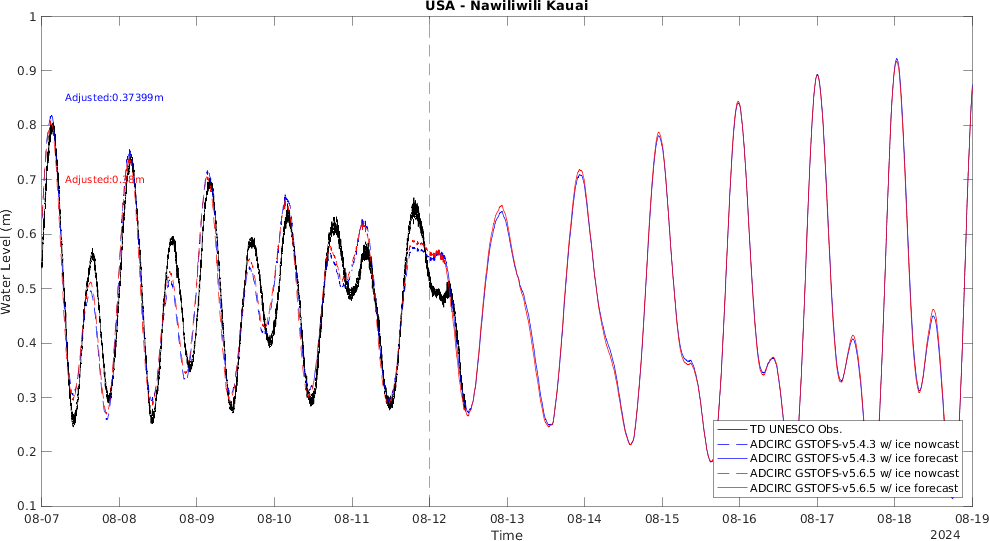 USA - Nawiliwili Kauai
Water Level (m)
1
0.9
0.8
0.7
0.6
0.5
0.4
0.3
0.2
0.1
Adjusted:0.37399m
Adjusted:0.38m
TD UNESCO Obs.
ADCIRC GSTOFS-v5.4.3 w/ ice nowcast
ADCIRC GSTOFS-v5.4.3 w/ ice forecast
ADCIRC GSTOFS-v5.6.5 w/ ice nowcast
ADCIRC GSTOFS-v5.6.5 w/ ice forecast
08-07 08-08 08-09 08-10 08-11 08-12 08-13 08-14 08-15 08-16 08-17 08-18 08-19
Time
2024